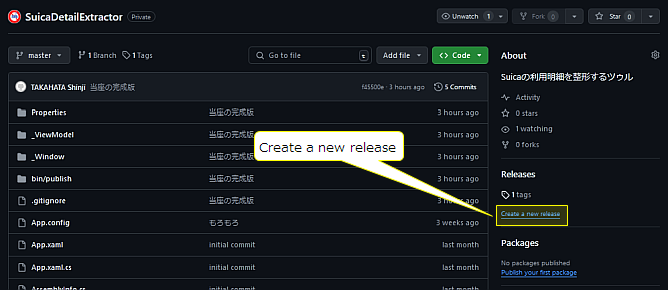 SuicaDetailExtractor Private
Unwatch 1 Fork 0 Star 0
master 1 Branch 1 Tags Go to file t Add file Code
TAKAHATA Shinji 当座の完成版 f45500e · 3 hours ago 5 Commits
Properties 当座の完成版 3 hours ago
_ViewModel 当座の完成版 3 hours ago
_Window 3 hours ago
bin/publish 当座の完成版 3 hours ago
.gitignore 当座の完成版 3 hours ago
App.config もろもろ 3 weeks ago
App.xaml initial commit last month
App.xaml.cs initial commit last month
AssemblyInfo.cs initial commit last month
Create a new release
About
Suicaの利用明細を整形するツゥル
Activity
0 stars
1 watching
0 forks
Releases
1 tags
Create a new release
Packages
No packages published
Publish your first package